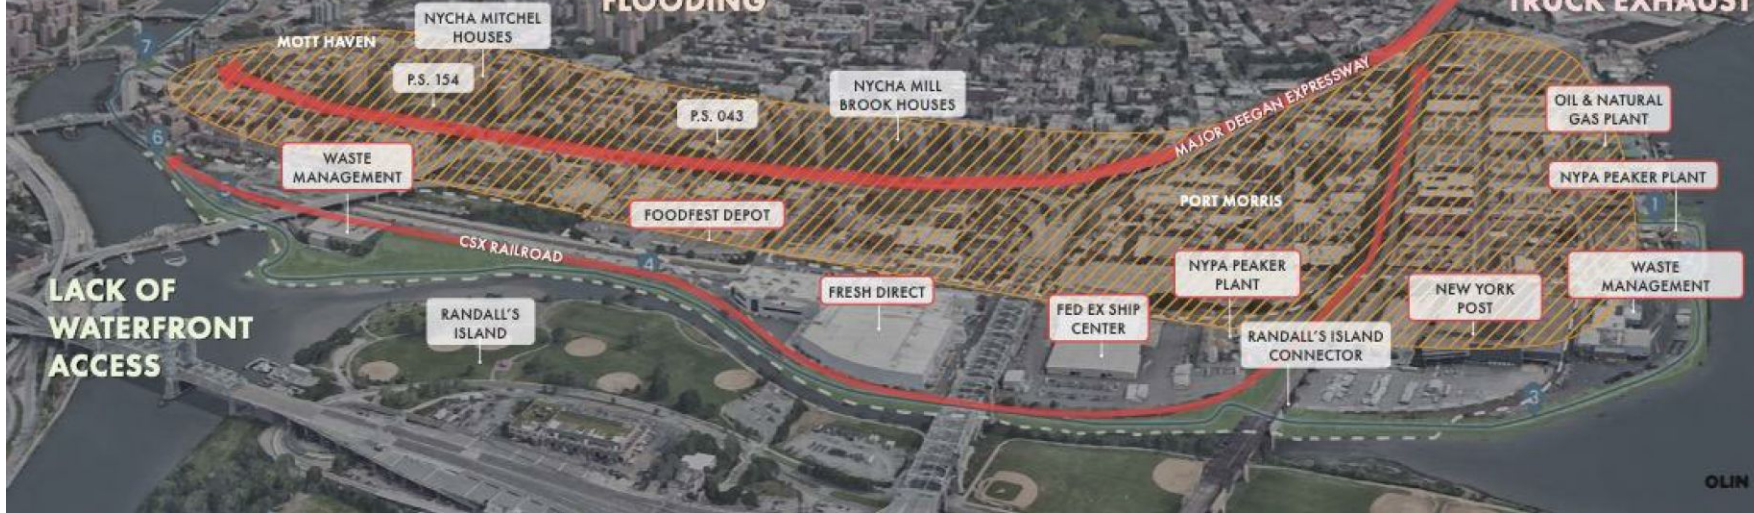 FLOODING
TRUCK EXHAUST
NYCHA MITCHEL
HOUSES
MOTT HAVEN
7
P.S. 154
NYCHA MILL
BROOK HOUSES
P.S. 043
MAJOR DEEGAN EXPRESSWAY
OIL & NATURAL
GAS PLANT
6
WASTE
MANAGEMENT
5
NYPA PEAKER PLANT
1
PORT MORRIS
FOODFEST DEPOT
CSX RAILROAD
4
LACK OF
WATERFRONT
ACCESS
RANDALL'S
ISLAND
FRESH DIRECT
FED EX SHIP
CENTER
NYPA PEAKER
PLANT
NEW YORK
POST
WASTE
MANAGEMENT
RANDALL'S ISLAND
CONNECTOR
3
OLIN